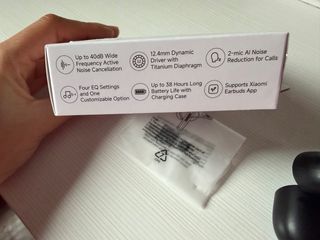 Up to 40dB Wide
Frequency Active
Noise Cancellation
12.4mm Dynamic
Driver with
Titanium Diaphragm
2-mic AI Noise
Reduction for Calls
Four EQ Settings
and One
Customizable Option
Up to 38 Hours Long
Battery Life with
Charging Case
Supports Xiaomi
Earbuds App